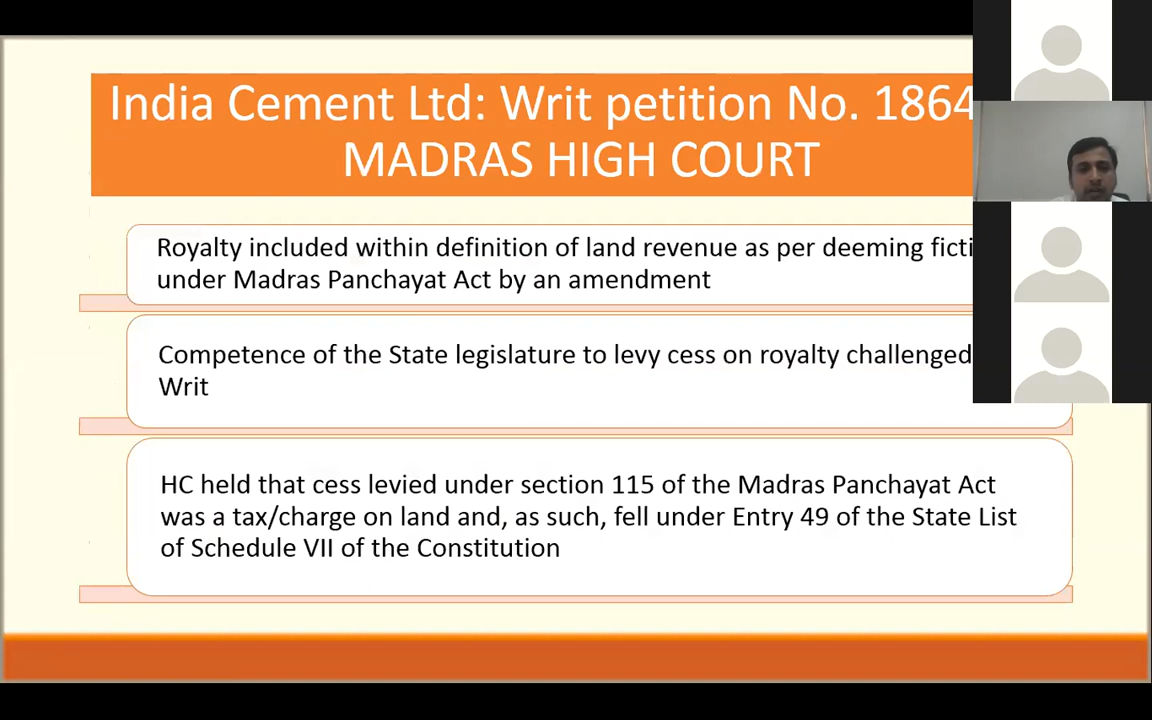 India Cement Ltd: Writ petition No. 1864
MADRAS HIGH COURT
Royalty included within definition of land revenue as per deeming
under Madras Panchayat Act by an amendment
Competence of the State legislature to levy cess on royalty challenged
Writ
HC held that cess levied under section 115 of the Madras Panchayat Act
was a tax/charge on land and, as such, fell under Entry 49 of the State List
of Schedule VII of the Constitution